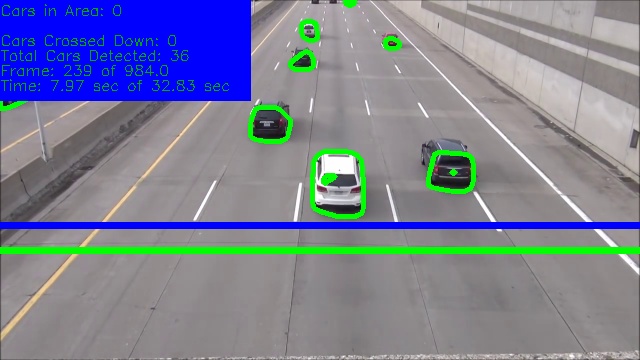 Cars in Area: 0
Cars Crossed Down: 0
Total Cars Detected: 36
Frame: 239 of 984.0
Time: 7.97 sec of 32.83 sec